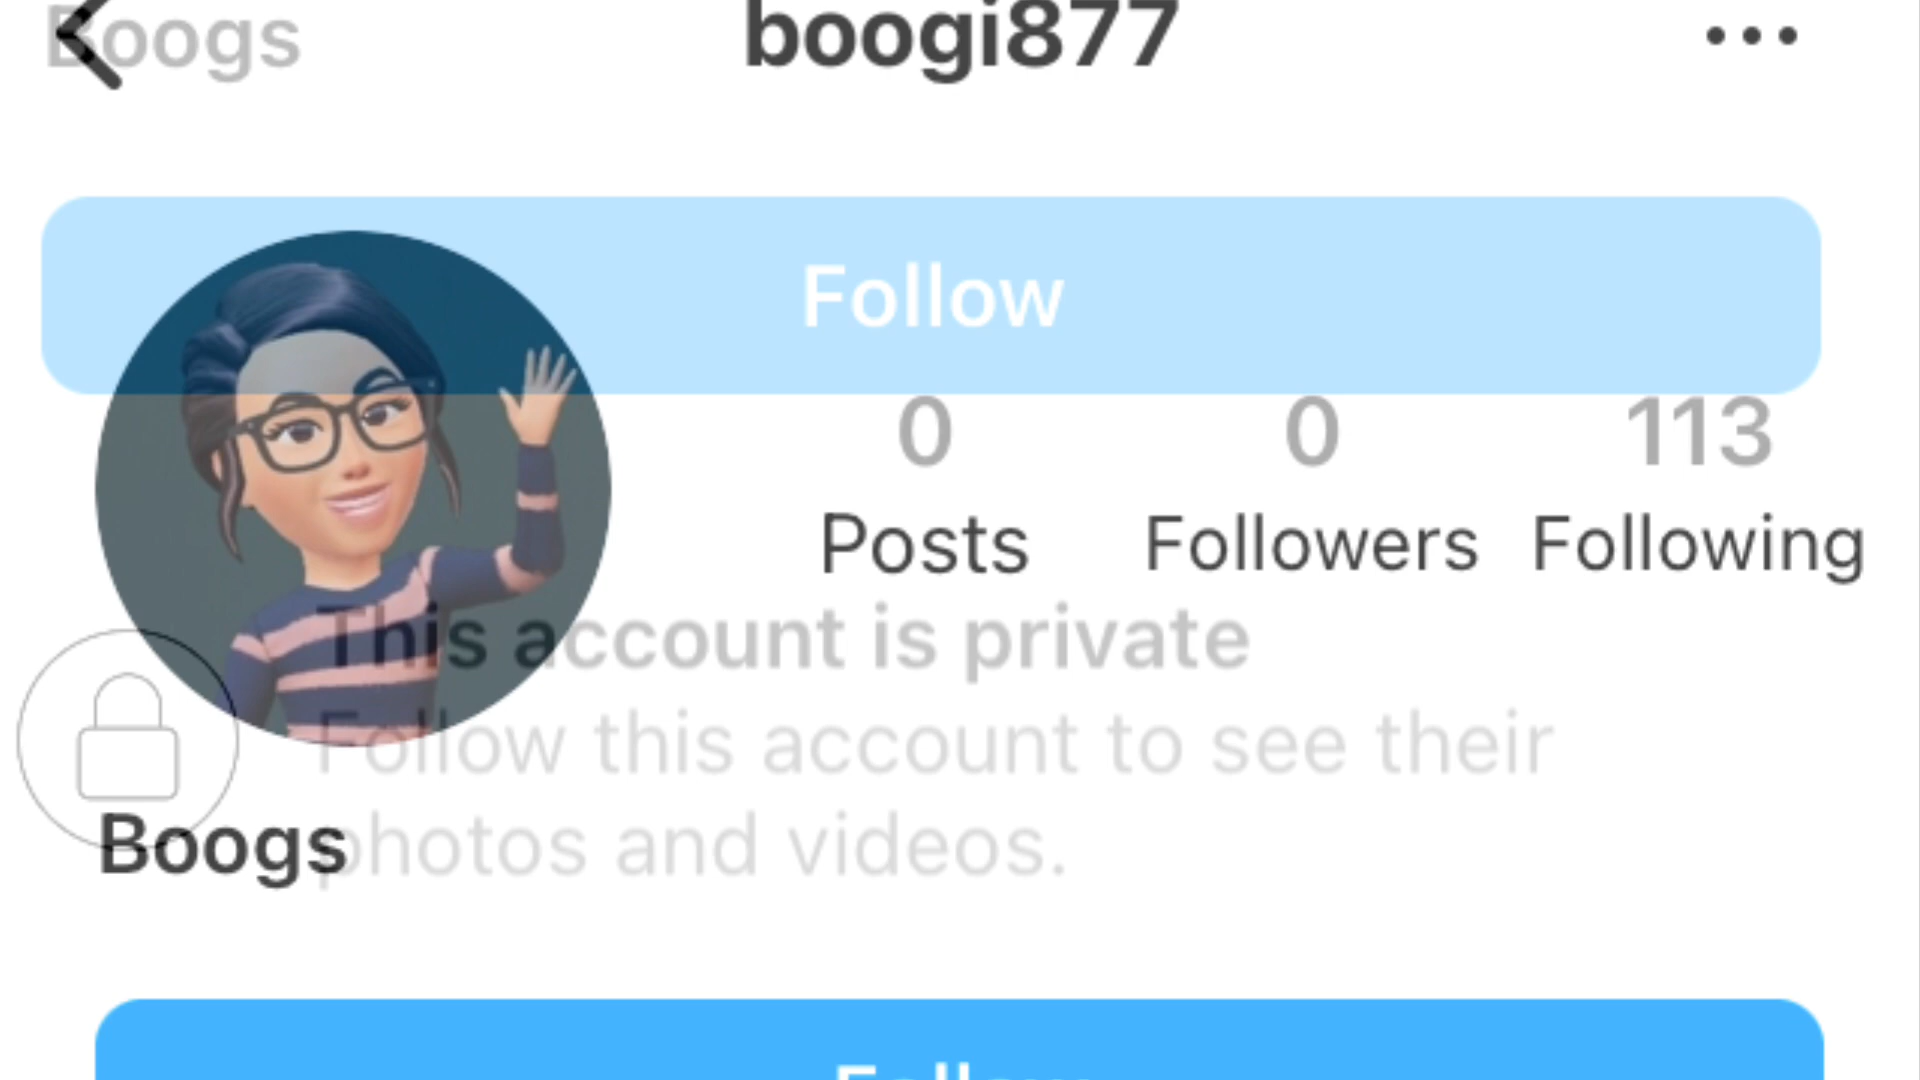 Boogs
boogi877
Follow
0 0 113
Posts Followers Following
This account is private
Follow this account to see their
photos and videos.
Boogs
Follow